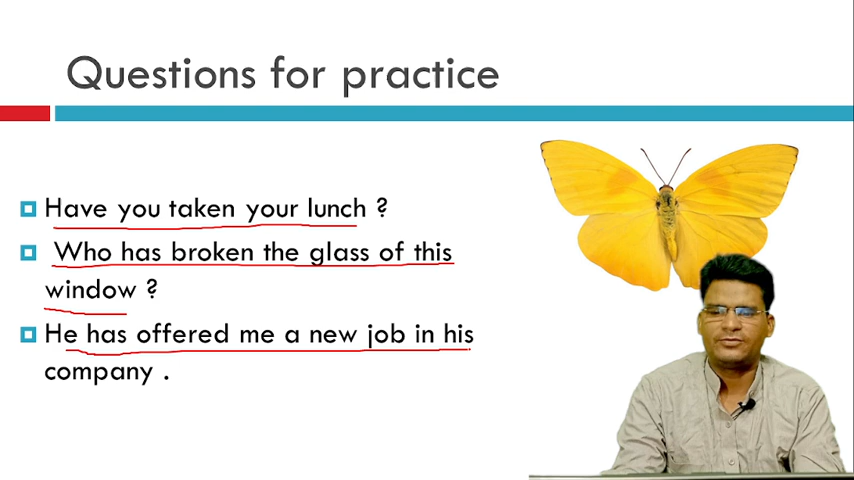 Questions for practice
Have you taken your lunch ?
Who has broken the glass of this
window ?
He has offered me a new job in his
company .